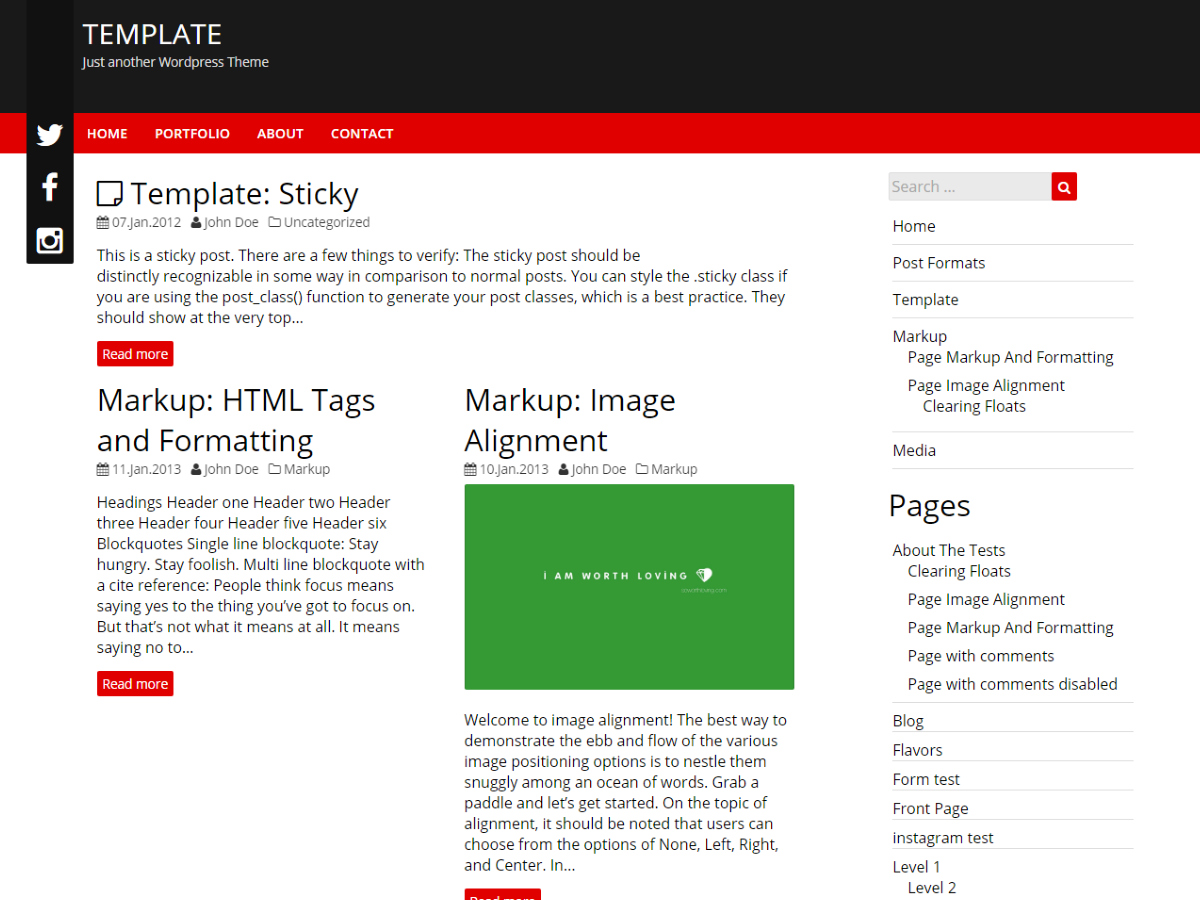 TEMPLATE
Just another Wordpress Theme
HOME PORTFOLIO ABOUT CONTACT
Template: Sticky
07.Jan.2012 John Doe Uncategorized
This is a sticky post. There are a few things to verify: The sticky post should be
distinctly recognizable in some way in comparison to normal posts. You can style the .sticky class if
you are using the post_class() function to generate your post classes, which is a best practice. They
should show at the very top...
Read more
Markup: HTML Tags
and Formatting
11.Jan.2013 John Doe Markup
Headings Header one Header two Header
three Header four Header five Header six
Blockquotes Single line blockquote: Stay
hungry. Stay foolish. Multi line blockquote with
a cite reference: People think focus means
saying yes to the thing you’ve got to focus on.
But that’s not what it means at all. It means
saying no to...
Read more
Markup: Image
Alignment
10.Jan.2013 John Doe Markup
i AM WORTH LOViNG
Welcome to image alignment! The best way to
demonstrate the ebb and flow of the various
image positioning options is to nestle them
snuggly among an ocean of words. Grab a
paddle and let’s get started. On the topic of
alignment, it should be noted that users can
choose from the options of None, Left, Right,
and Center. In...
Read more
Search ...
Home
Post Formats
Template
Markup
Page Markup And Formatting
Page Image Alignment
Clearing Floats
Media
Pages
About The Tests
Clearing Floats
Page Image Alignment
Page Markup And Formatting
Page with comments
Page with comments disabled
Blog
Flavors
Form test
Front Page
instagram test
Level 1
Level 2